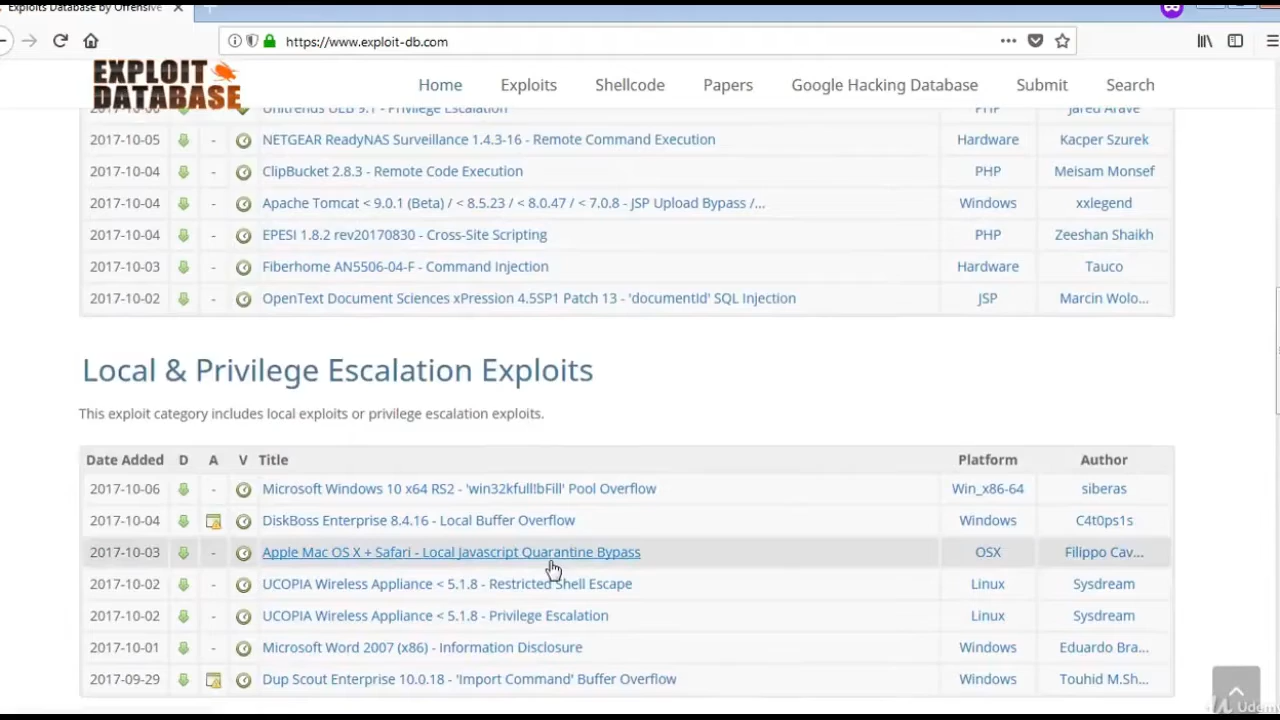 Exploits Database by Offensive
https://www.exploit-db.com
EXPLOIT DATABASE Home Exploits Shellcode Papers Google Hacking Database Submit Search
Unitrends UEB 9.1 - Privilege Escalation PHP Jared Arave
2017-10-05 - NETGEAR ReadyNAS Surveillance 1.4.3-16 - Remote Command Execution Hardware Kacper Szurek
2017-10-04 - ClipBucket 2.8.3 - Remote Code Execution PHP Meisam Monsef
2017-10-04 - Apache Tomcat < 9.0.1 (Beta) / < 8.5.23 / < 8.0.47 / < 7.0.8 - JSP Upload Bypass /... Windows xxlegend
2017-10-04 - EPESI 1.8.2 rev20170830 - Cross-Site Scripting PHP Zeeshan Shaikh
2017-10-03 - Fiberhome AN5506-04-F - Command Injection Hardware Tauco
2017-10-02 - OpenText Document Sciences xPression 4.5SP1 Patch 13 - 'documentId' SQL Injection JSP Marcin Wolo...
Local & Privilege Escalation Exploits
This exploit category includes local exploits or privilege escalation exploits.
Date Added D A V Title Platform Author
2017-10-06 - Microsoft Windows 10 x64 RS2 - 'win32kfull!bFill' Pool Overflow Win_x86-64 siberas
2017-10-04 DiskBoss Enterprise 8.4.16 - Local Buffer Overflow Windows C4t0ps1s
2017-10-03 - Apple Mac OS X + Safari - Local Javascript Quarantine Bypass OSX Filippo Cav...
2017-10-02 - UCOPIA Wireless Appliance < 5.1.8 - Restricted Shell Escape Linux Sysdream
2017-10-02 - UCOPIA Wireless Appliance < 5.1.8 - Privilege Escalation Linux Sysdream
2017-10-01 - Microsoft Word 2007 (x86) - Information Disclosure Windows Eduardo Bra...
2017-09-29 Dup Scout Enterprise 10.0.18 - 'Import Command' Buffer Overflow Windows Touhid M.Sh...
Udemy